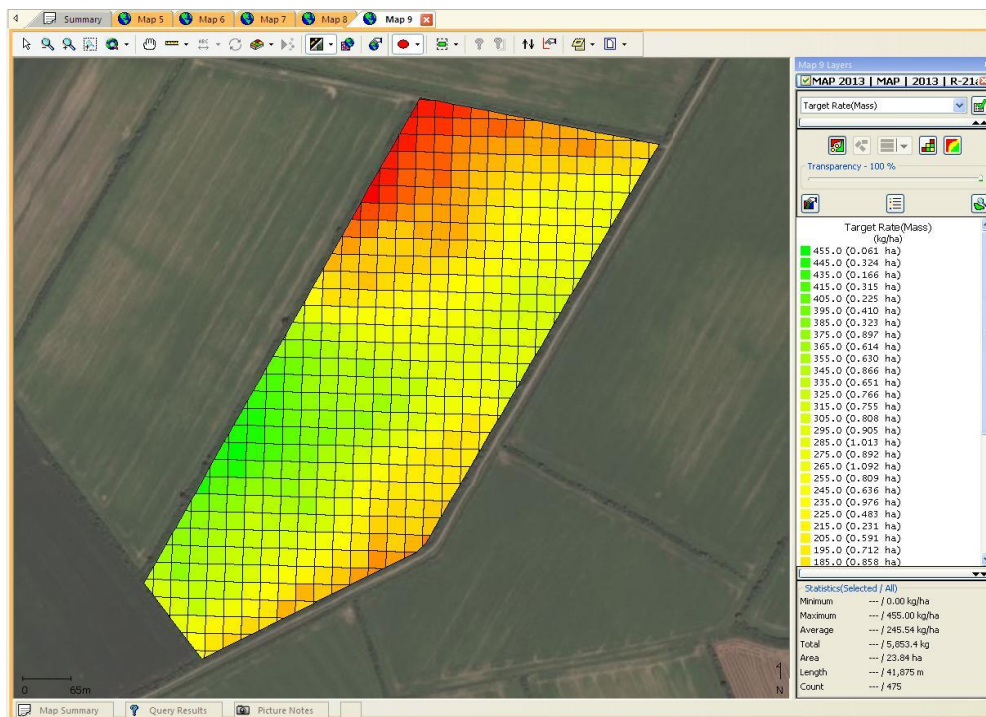 Summary Map 5 Map 6 Map 7 Map 8 Map 9
Map 9 Layers
MAP 2013 | MAP | 2013 | R-21a
Target Rate(Mass)
Transparency - 100 %
Target Rate(Mass)
(kg/ha)
455.0 (0.061 ha)
445.0 (0.324 ha)
435.0 (0.166 ha)
415.0 (0.315 ha)
405.0 (0.225 ha)
395.0 (0.410 ha)
385.0 (0.323 ha)
375.0 (0.897 ha)
365.0 (0.614 ha)
355.0 (0.630 ha)
345.0 (0.866 ha)
335.0 (0.651 ha)
325.0 (0.766 ha)
315.0 (0.755 ha)
305.0 (0.808 ha)
295.0 (0.905 ha)
285.0 (1.013 ha)
275.0 (0.892 ha)
265.0 (1.092 ha)
255.0 (0.809 ha)
245.0 (0.636 ha)
235.0 (0.976 ha)
225.0 (0.483 ha)
215.0 (0.231 ha)
205.0 (0.591 ha)
195.0 (0.712 ha)
185.0 (0.858 ha)
Statistics(Selected / All)
Minimum --- / 0.00 kg/ha
Maximum --- / 455.00 kg/ha
Average --- / 245.54 kg/ha
Total --- / 5,853.4 kg
Area --- / 23.84 ha
Length --- / 41,875 m
Count --- / 475
0 65m
N
Map Summary Query Results Picture Notes